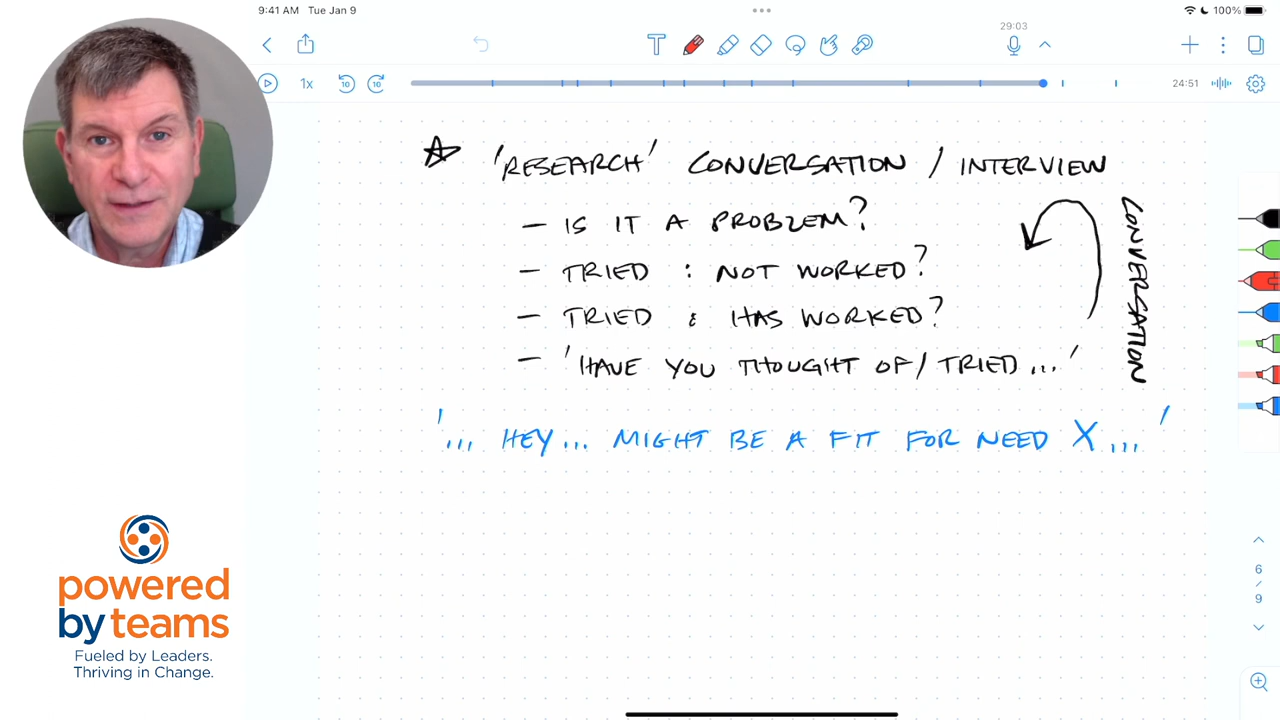 9:41 AM Tue Jan 9
100%
29:03
1x
10
10
24:51
'RESEARCH' CONVERSATION / INTERVIEW
- IS IT A PROBLEM?
- TRIED : NOT WORKED?
- TRIED : HAS WORKED?
- 'HAVE YOU THOUGHT OF / TRIED ...'
CONVERSATION
'... HEY ... MIGHT BE A FIT FOR NEED X ...'
powered
by teams
Fueled by Leaders.
Thriving in Change.
6
/
9